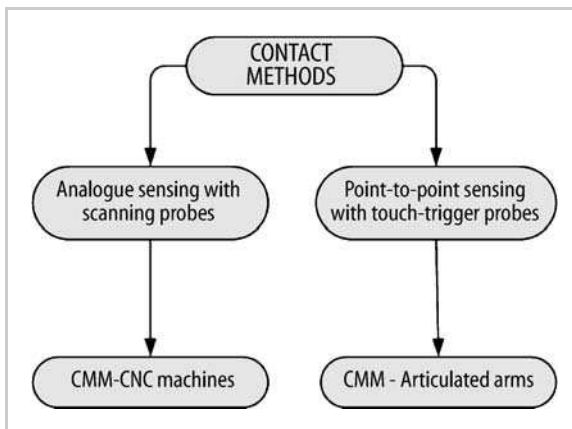 CONTACT
METHODS
Analogue sensing with
scanning probes
Point-to-point sensing
with touch-trigger probes
CMM-CNC machines
CMM - Articulated arms